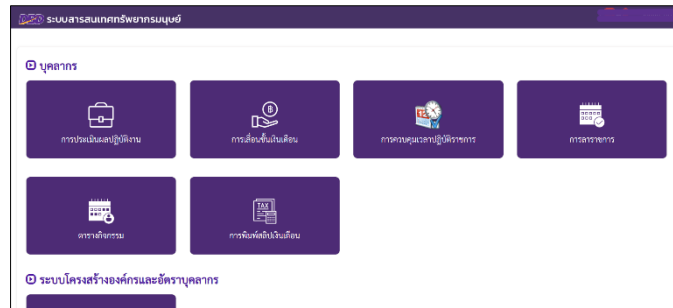 ระบบสารสนเทศทรัพยากรมนุษย์
บุคลากร
การประเมินผลปฏิบัติงาน
การเลื่อนขั้นเงินเดือน
การควบคุมเวลาปฏิบัติราชการ
การลาราชการ
ตารางกิจกรรม
TAX
การพิมพ์สลิปเงินเดือน
ระบบโครงสร้างองค์กรและอัตราบุคลากร